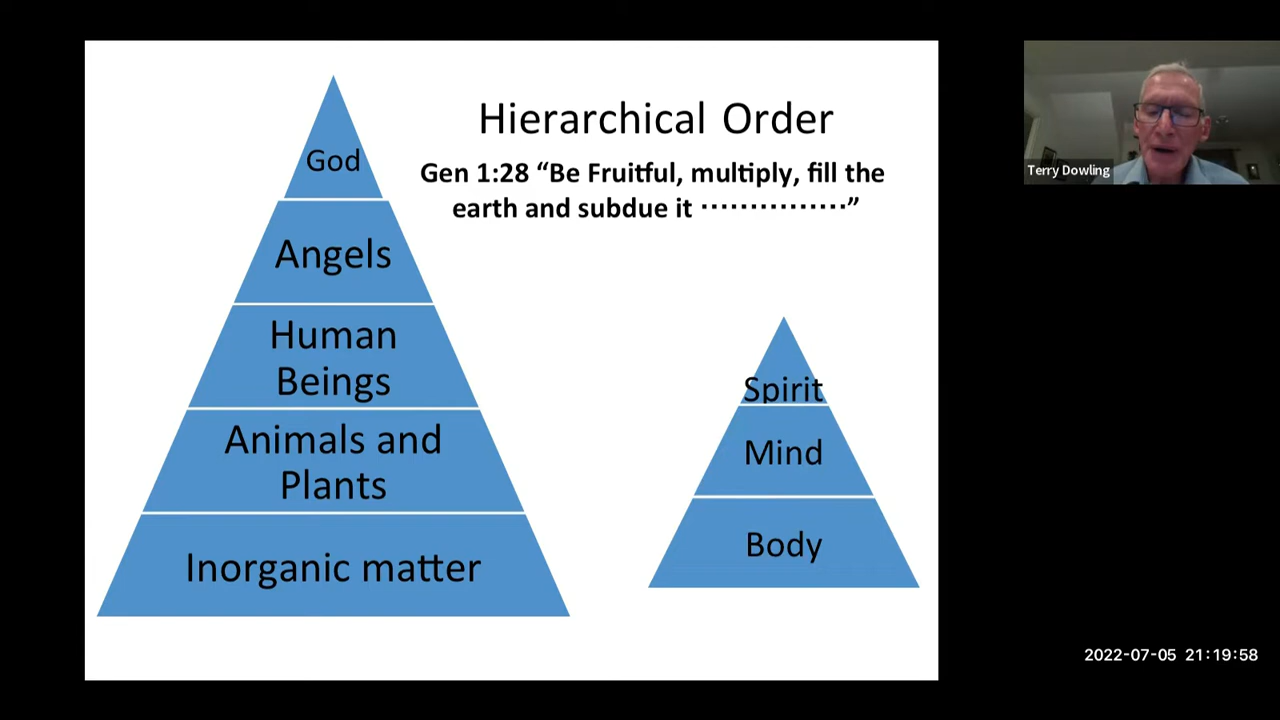 Hierarchical Order
Gen 1:28 “Be Fruitful, multiply, fill the
earth and subdue it ···············”
God
Angels
Human
Beings
Animals and
Plants
Inorganic matter
Spirit
Mind
Body
Terry Dowling
2022-07-05 21:19:58